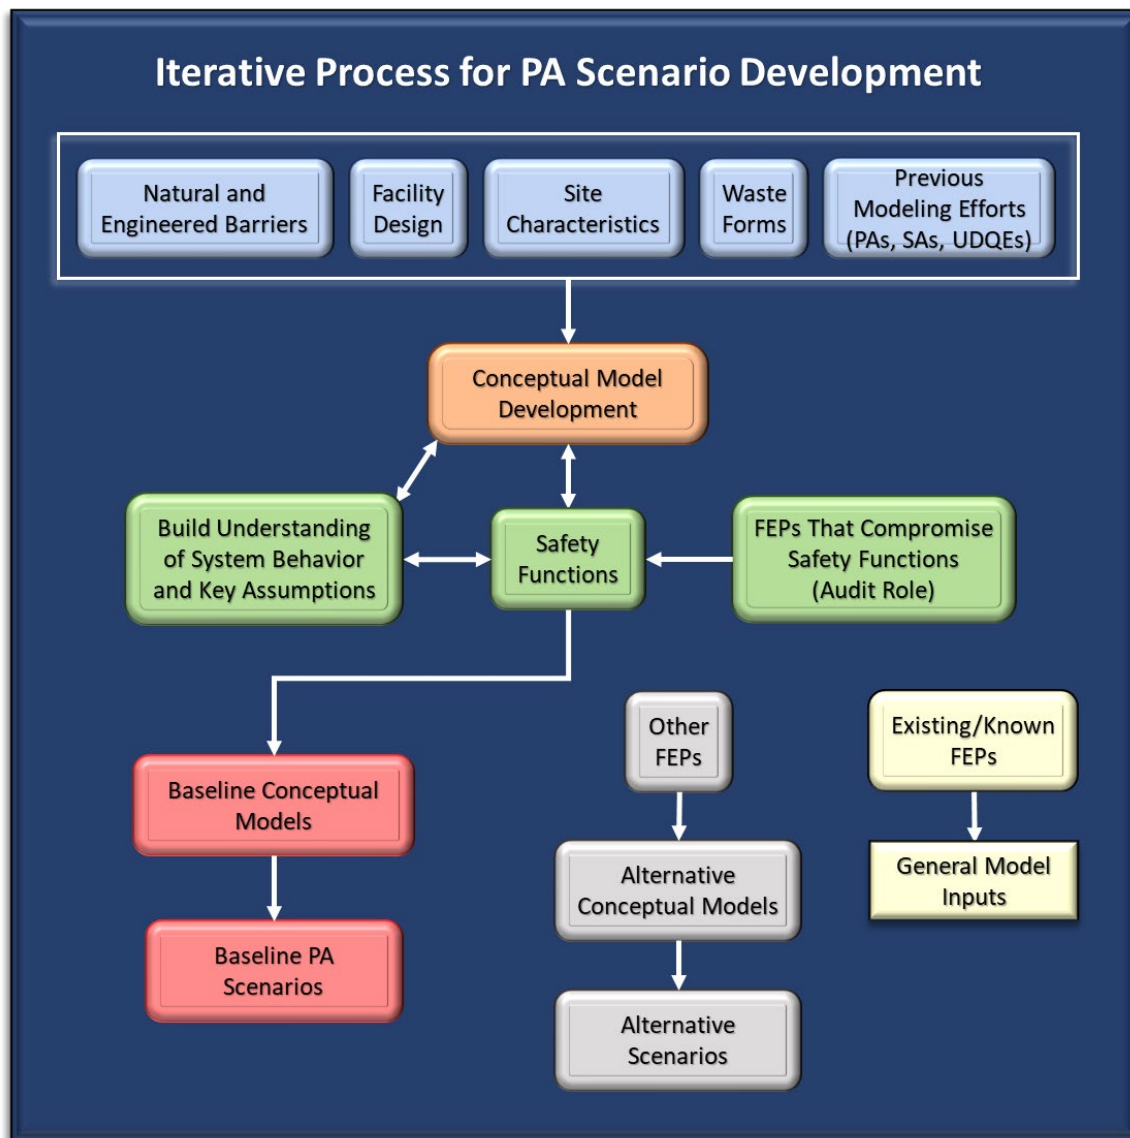 Iterative Process for PA Scenario Development
Natural and
Engineered Barriers
Facility
Design
Site
Characteristics
Waste
Forms
Previous
Modeling Efforts
(PAs, SAs, UDQEs)
Conceptual Model
Development
Build Understanding
of System Behavior
and Key Assumptions
Safety
Functions
FEPs That Compromise
Safety Functions
(Audit Role)
Other
FEPs
Existing/Known
FEPs
Baseline Conceptual
Models
Alternative
Conceptual Models
General Model
Inputs
Baseline PA
Scenarios
Alternative
Scenarios